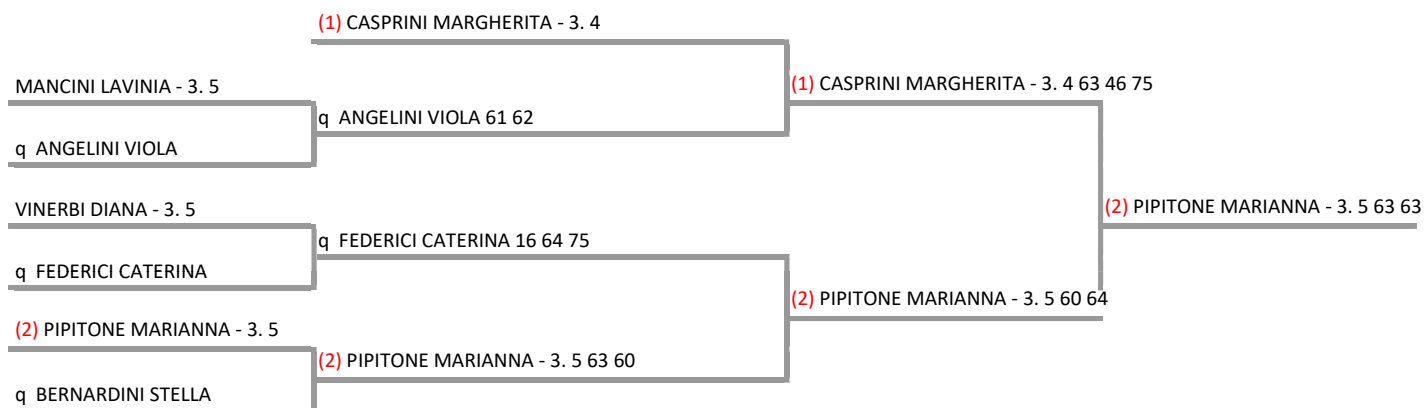 (1) CASPRINI MARGHERITA - 3. 4
MANCINI LAVINIA - 3. 5
(1) CASPRINI MARGHERITA - 3. 4 63 46 75
q ANGELINI VIOLA 61 62
q ANGELINI VIOLA
VINERBI DIANA - 3. 5
(2) PIPITONE MARIANNA - 3. 5 63 63
q FEDERICI CATERINA 16 64 75
q FEDERICI CATERINA
(2) PIPITONE MARIANNA - 3. 5 60 64
(2) PIPITONE MARIANNA - 3. 5
(2) PIPITONE MARIANNA - 3. 5 63 60
q BERNARDINI STELLA